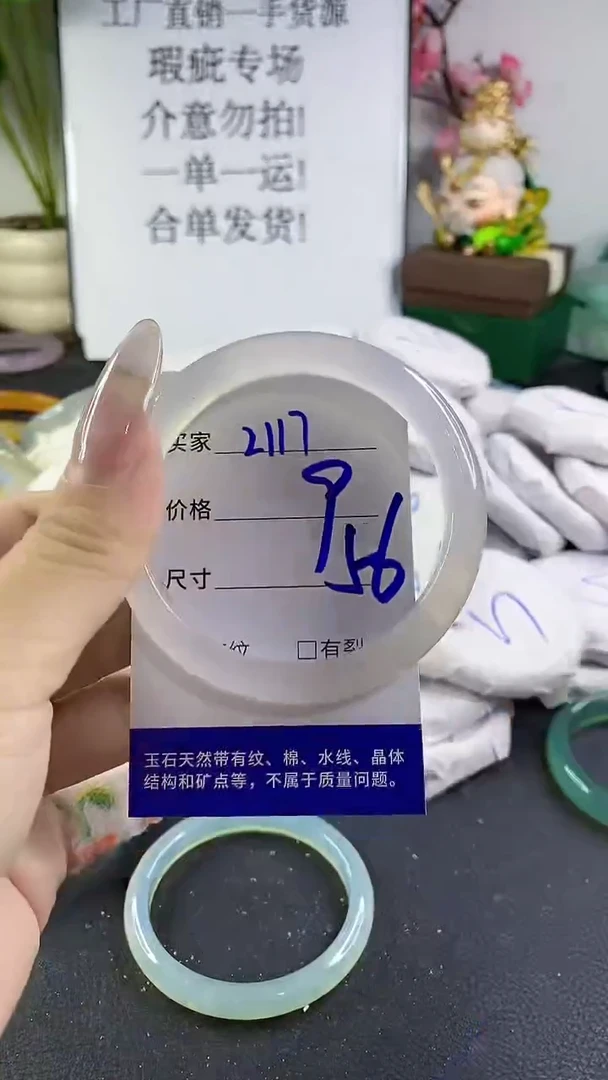 工厂直销一手货源
瑕疵专场
介意勿拍!
一单一运!
合单发货!
买家 2117
价格
尺寸 56
纹 □有裂
玉石天然带有纹、棉、水线、晶体
结构和矿点等，不属于质量问题。